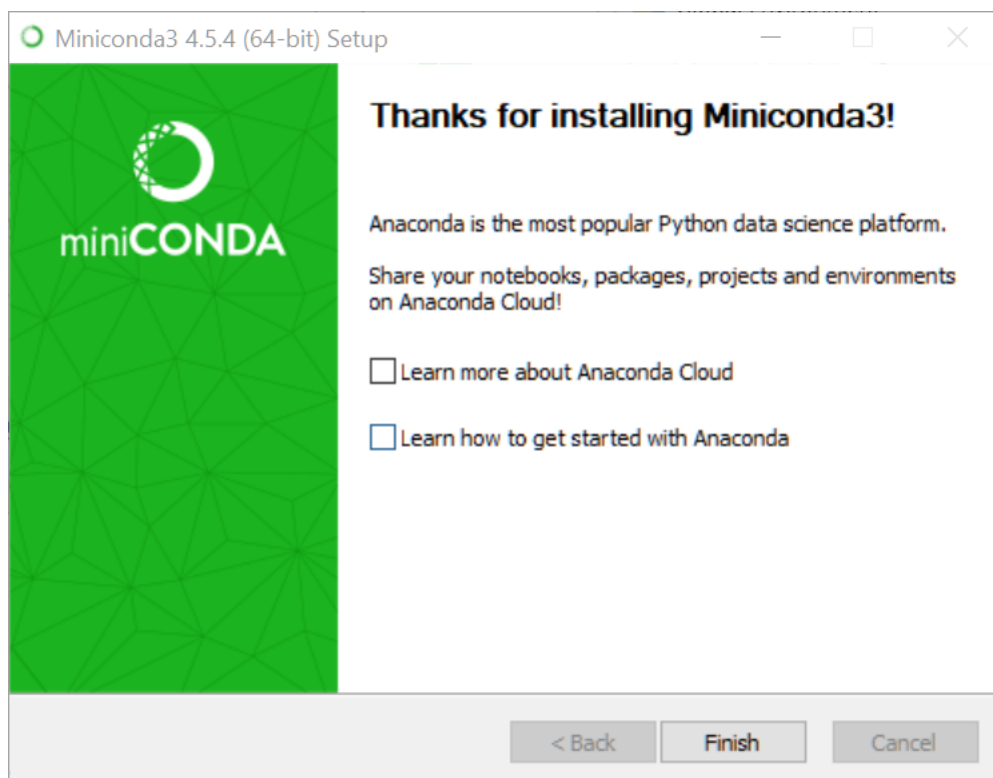 Miniconda3 4.5.4 (64-bit) Setup
miniCONDA
Thanks for installing Miniconda3!
Anaconda is the most popular Python data science platform.
Share your notebooks, packages, projects and environments
on Anaconda Cloud!
Learn more about Anaconda Cloud
Learn how to get started with Anaconda
< Back
Finish
Cancel